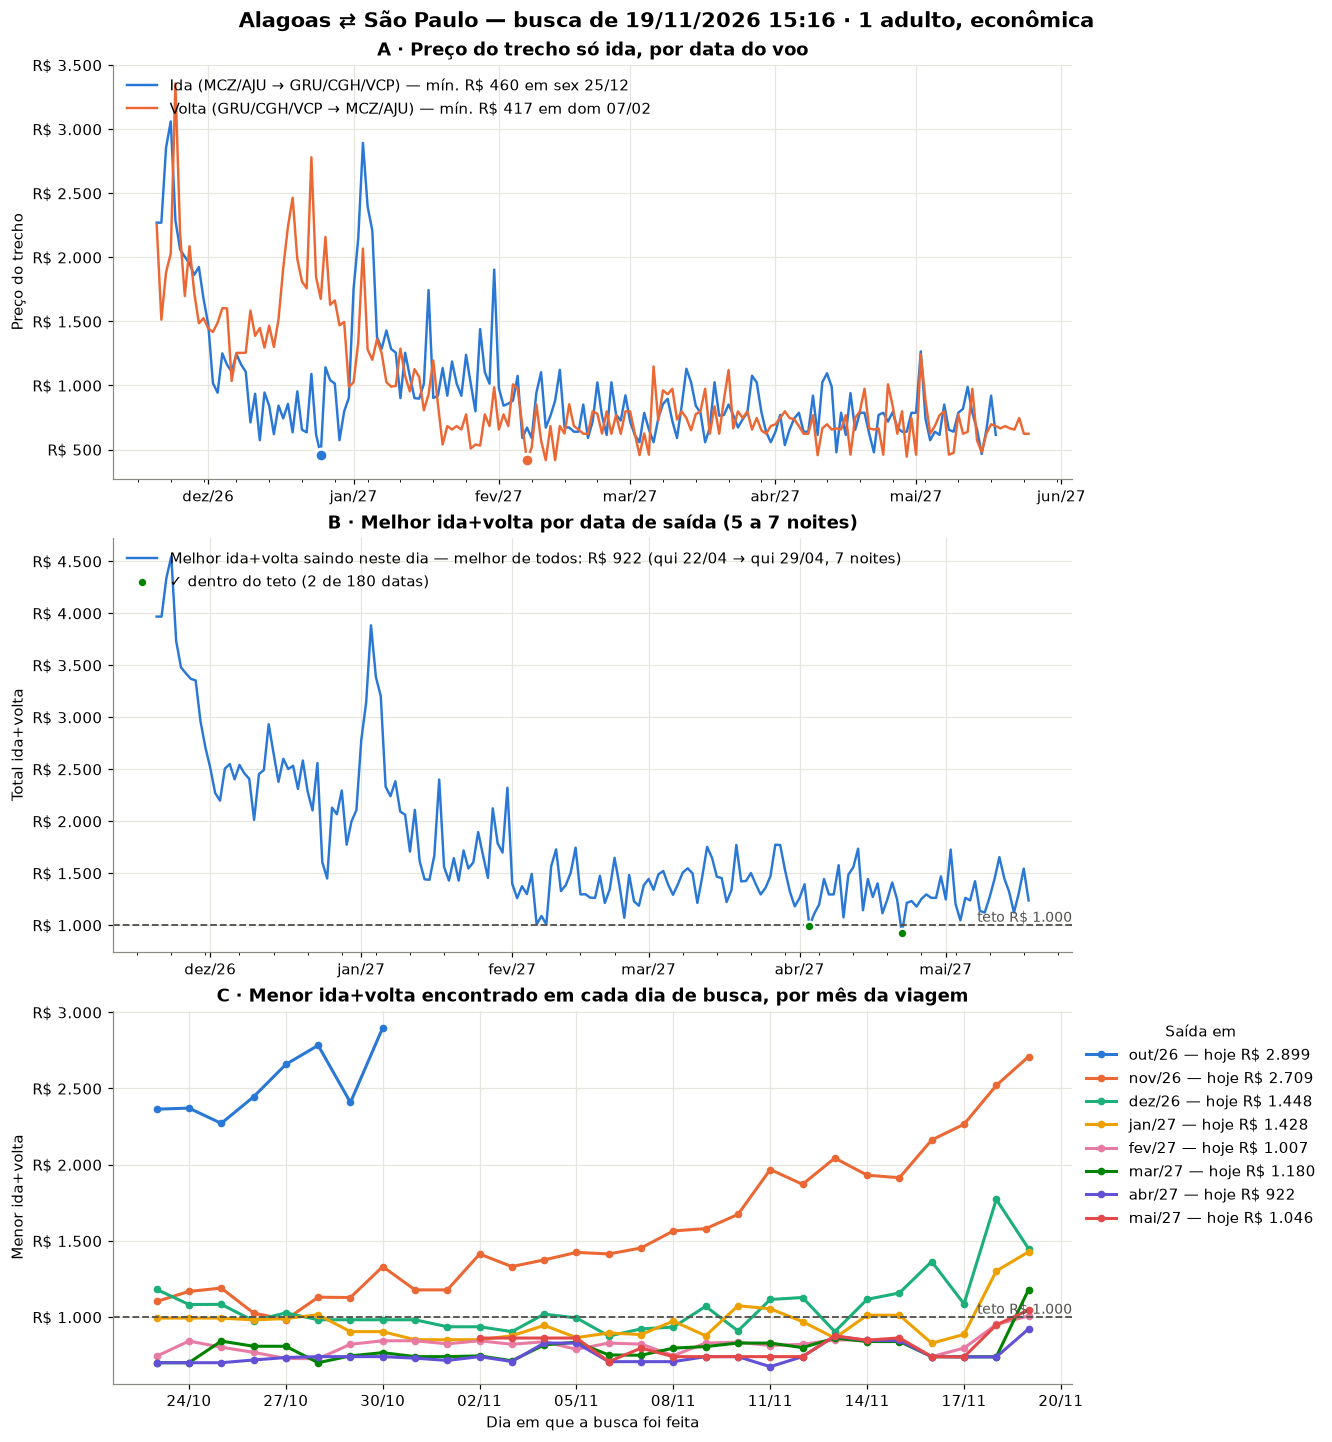 Alagoas ⇄ São Paulo — busca de 19/11/2026 15:16 · 1 adulto, econômica
A · Preço do trecho só ida, por data do voo
R$ 3.500
R$ 3.000
R$ 2.500
R$ 2.000
R$ 1.500
R$ 1.000
R$ 500
Preço do trecho
Ida (MCZ/AJU → GRU/CGH/VCP) — mín. R$ 460 em sex 25/12
Volta (GRU/CGH/VCP → MCZ/AJU) — mín. R$ 417 em dom 07/02
dez/26 jan/27 fev/27 mar/27 abr/27 mai/27 jun/27
B · Melhor ida+volta por data de saída (5 a 7 noites)
R$ 4.500
R$ 4.000
R$ 3.500
R$ 3.000
R$ 2.500
R$ 2.000
R$ 1.500
R$ 1.000
Total ida+volta
Melhor ida+volta saindo neste dia — melhor de todos: R$ 922 (qui 22/04 → qui 29/04, 7 noites)
✓ dentro do teto (2 de 180 datas)
teto R$ 1.000
dez/26 jan/27 fev/27 mar/27 abr/27 mai/27
C · Menor ida+volta encontrado em cada dia de busca, por mês da viagem
R$ 3.000
R$ 2.500
R$ 2.000
R$ 1.500
R$ 1.000
Menor ida+volta
teto R$ 1.000
24/10 27/10 30/10 02/11 05/11 08/11 11/11 14/11 17/11 20/11
Dia em que a busca foi feita
Saída em
out/26 — hoje R$ 2.899
nov/26 — hoje R$ 2.709
dez/26 — hoje R$ 1.448
jan/27 — hoje R$ 1.428
fev/27 — hoje R$ 1.007
mar/27 — hoje R$ 1.180
abr/27 — hoje R$ 922
mai/27 — hoje R$ 1.046